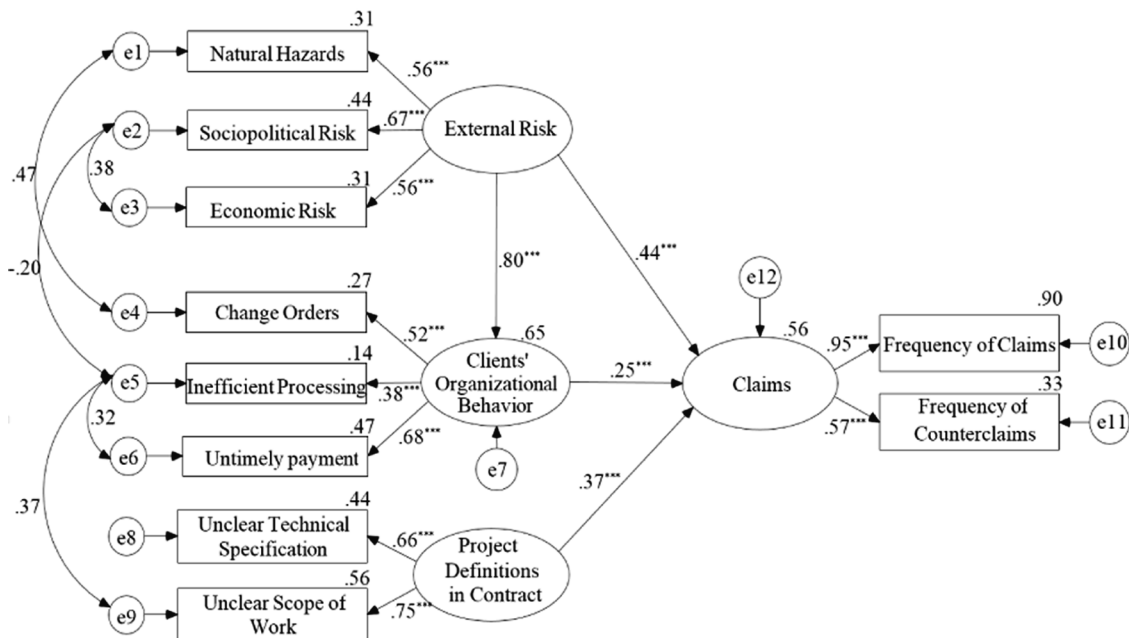 .31
e1
Natural Hazards
.56***
.44
e2
Sociopolitical Risk
.67***
External Risk
.38
.47
.31
e3
Economic Risk
.56***
-.20
.80***
.44***
e12
.27
e4
Change Orders
.52***
.65
.56
.90
.14
e5
Inefficient Processing
.38***
Clients'
Organizational
Behavior
.25***
Claims
.95***
Frequency of Claims
e10
.33
.32
.47
e6
Untimely payment
.68***
e7
.57***
Frequency of
Counterclaims
e11
.37
.37***
.44
e8
Unclear Technical
Specification
.66***
Project
Definitions
in Contract
.56
e9
Unclear Scope of
Work
.75***